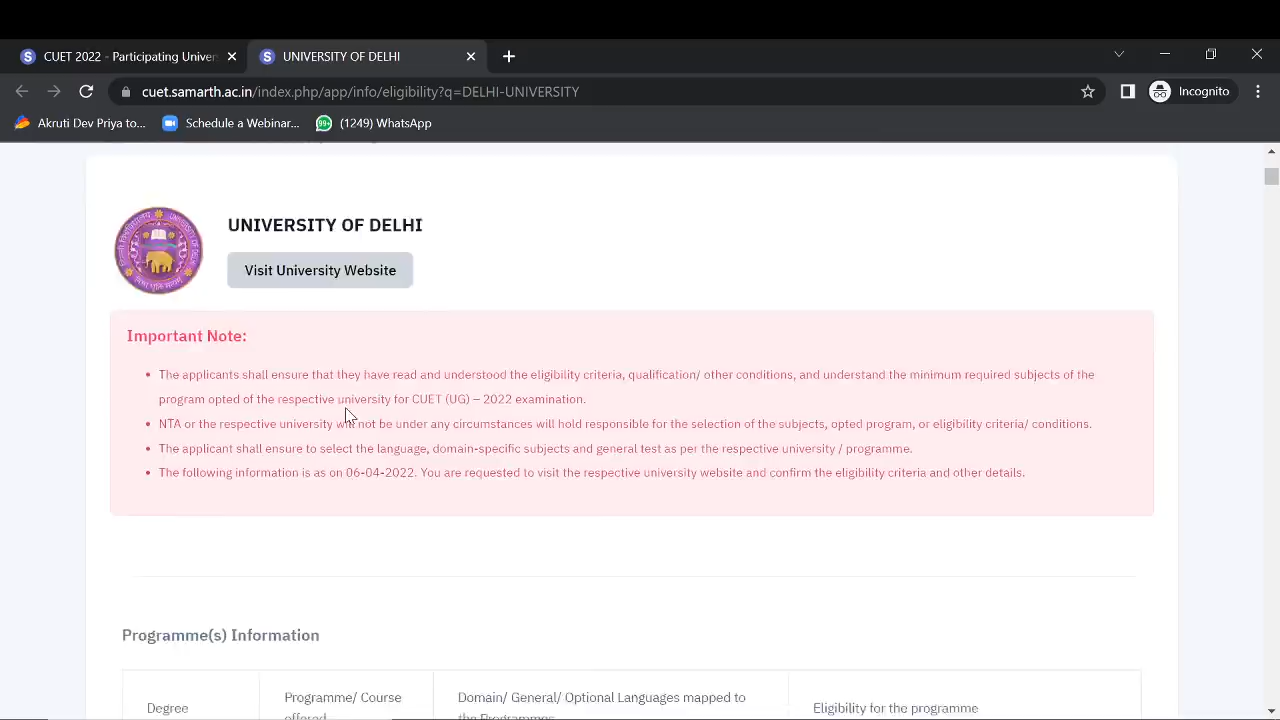 CUET 2022 - Participating Univers
UNIVERSITY OF DELHI
cuet.samarth.ac.in/index.php/app/info/eligibility?q=DELHI-UNIVERSITY
Incognito
Akruti Dev Priya to...
Schedule a Webinar...
(1249) WhatsApp
UNIVERSITY OF DELHI
Visit University Website
Important Note:
• The applicants shall ensure that they have read and understood the eligibility criteria, qualification/ other conditions, and understand the minimum required subjects of the
program opted of the respective university for CUET (UG) – 2022 examination.
• NTA or the respective university will not be under any circumstances will hold responsible for the selection of the subjects, opted program, or eligibility criteria/ conditions.
• The applicant shall ensure to select the language, domain-specific subjects and general test as per the respective university / programme.
• The following information is as on 06-04-2022. You are requested to visit the respective university website and confirm the eligibility criteria and other details.
Programme(s) Information
Degree
Programme/ Course
offered
Domain/ General/ Optional Languages mapped to
the Programmes
Eligibility for the programme